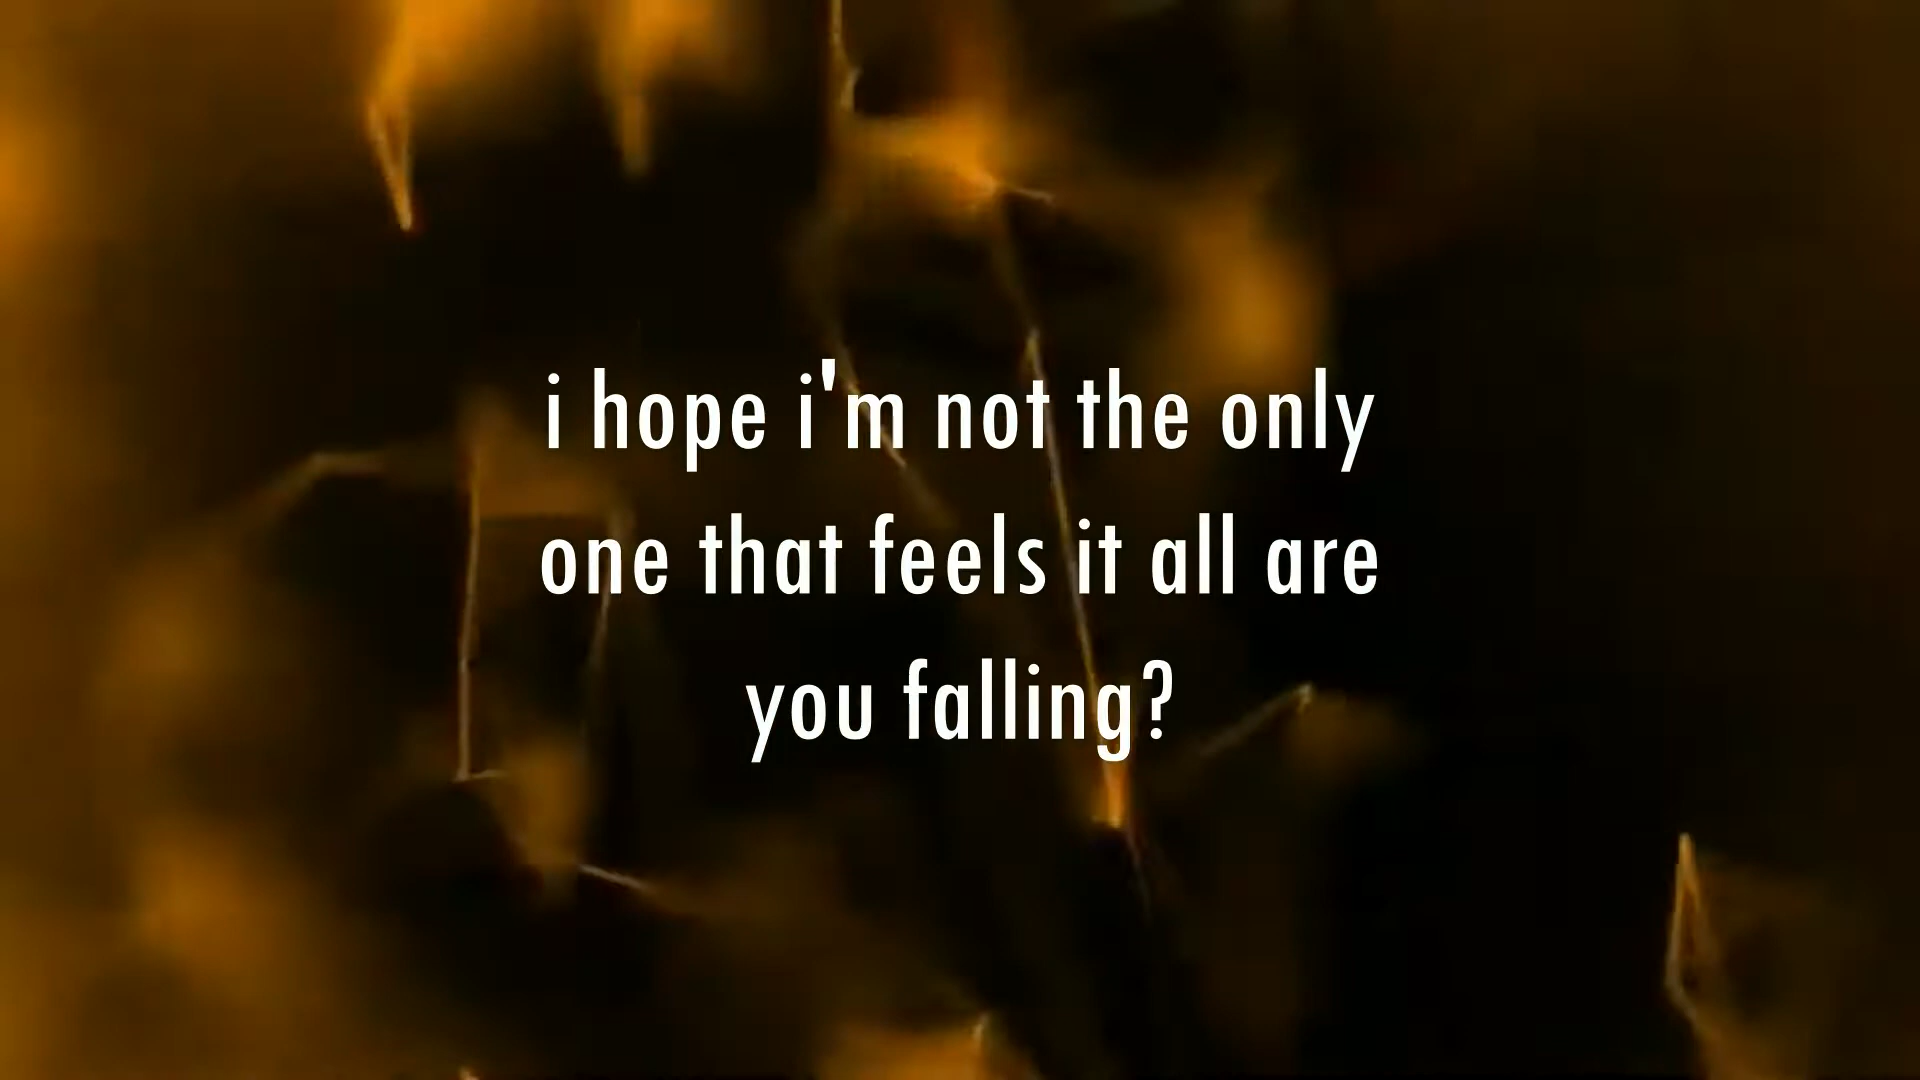 i hope i'm not the only
one that feels it all are
you falling?